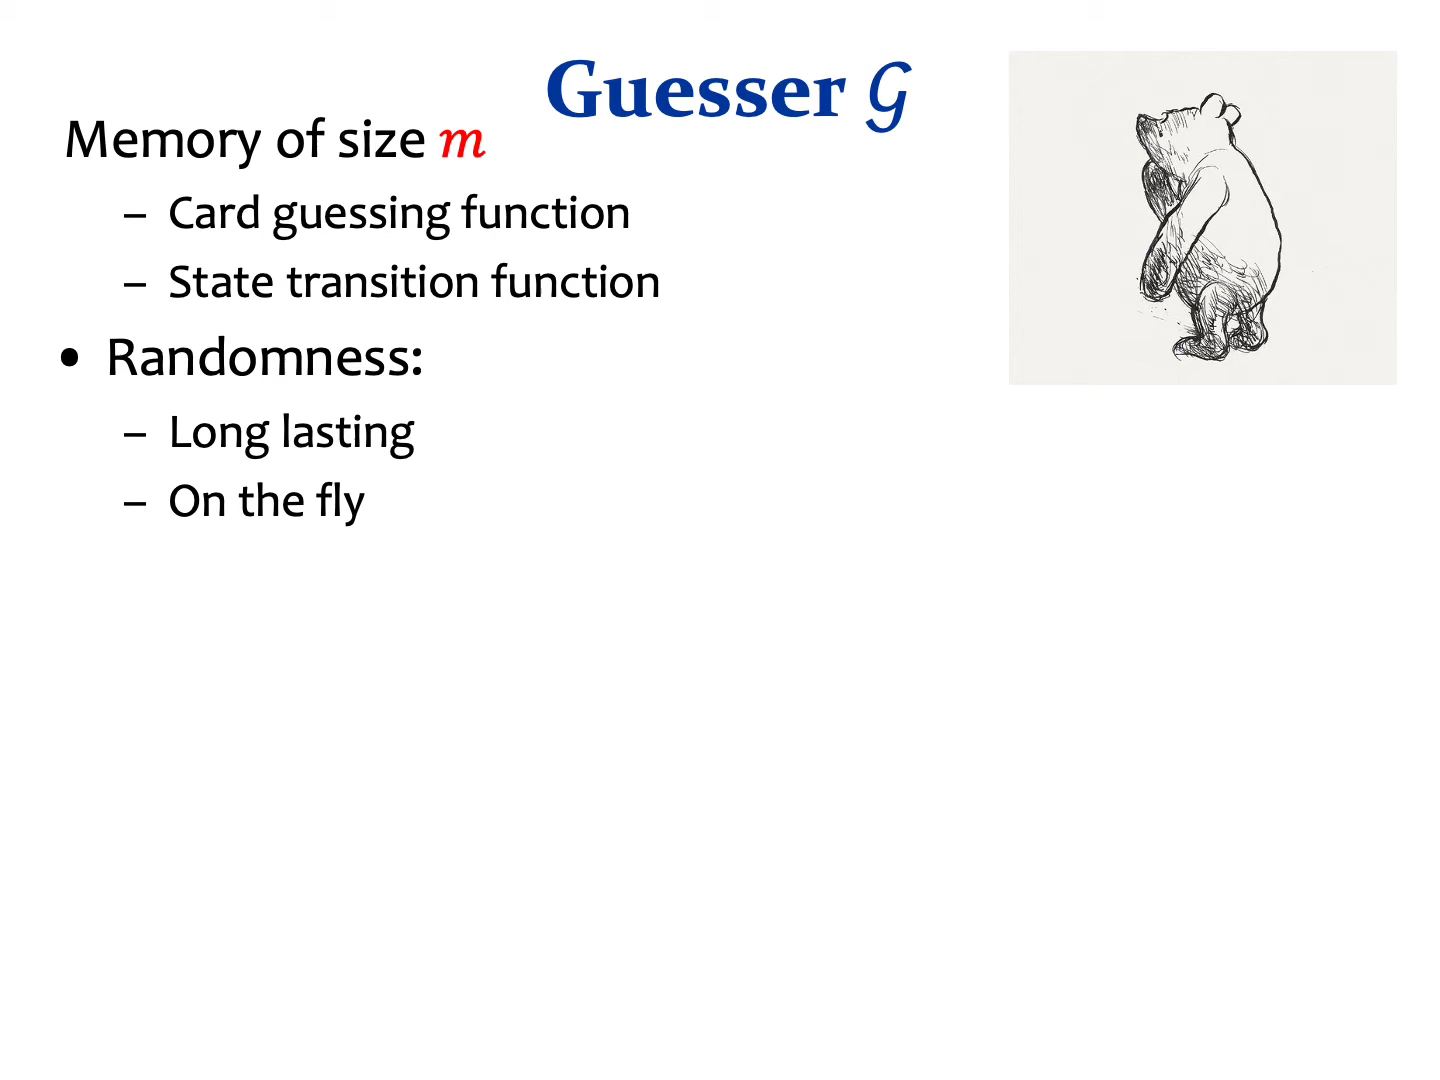 Guesser 𝒢
Memory of size m
– Card guessing function
– State transition function
• Randomness:
– Long lasting
– On the fly